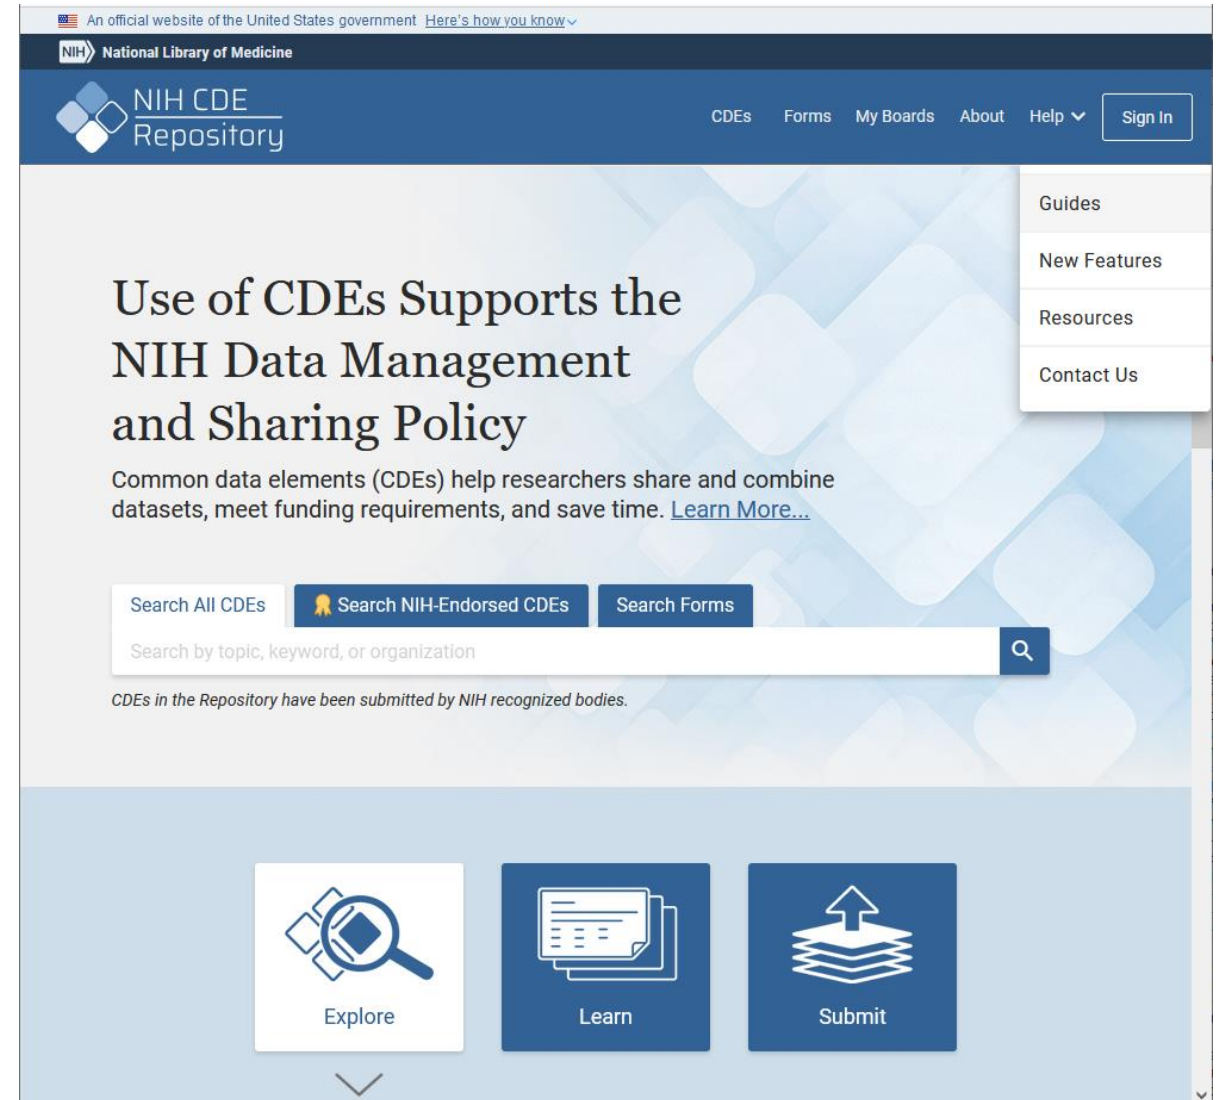 An official website of the United States government Here's how you know
NIH National Library of Medicine
NIH CDE
Repository
CDEs Forms My Boards About Help Sign In
Guides
New Features
Resources
Contact Us
Use of CDEs Supports the
NIH Data Management
and Sharing Policy
Common data elements (CDEs) help researchers share and combine
datasets, meet funding requirements, and save time. Learn More...
Search All CDEs Search NIH-Endorsed CDEs Search Forms
Search by topic, keyword, or organization
CDEs in the Repository have been submitted by NIH recognized bodies.
Explore Learn Submit